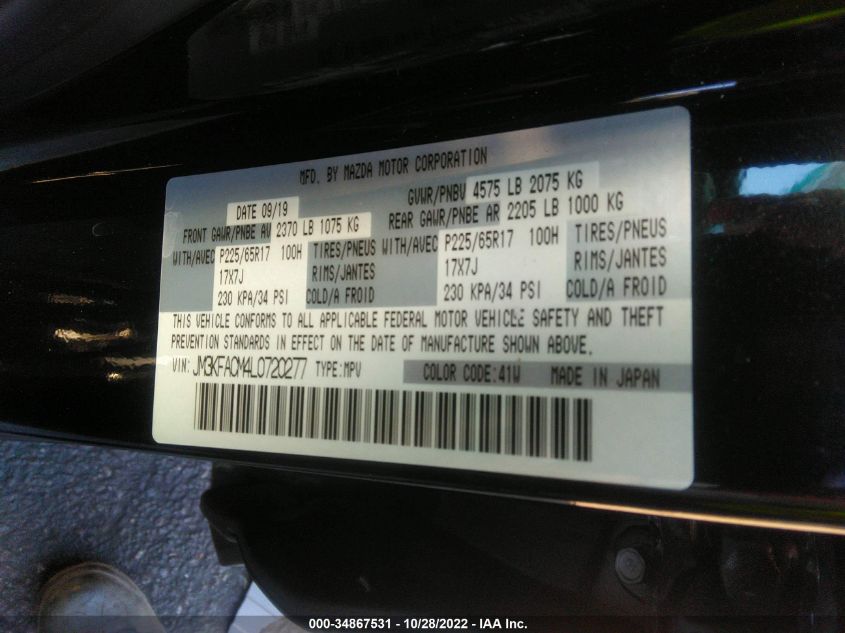 MFD. BY MAZDA MOTOR CORPORATION
DATE 09/19 GVWR/PNBV 4575 LB 2075 KG
FRONT GAWR/PNBE AV 2370 LB 1075 KG REAR GAWR/PNBE AR 2205 LB 1000 KG
WITH/AVEC P225/65R17 100H TIRES/PNEUS WITH/AVEC P225/65R17 100H TIRES/PNEUS
17X7J RIMS/JANTES 17X7J RIMS/JANTES
230 KPA/34 PSI COLD/A FROID 230 KPA/34 PSI COLD/A FROID
THIS VEHICLE CONFORMS TO ALL APPLICABLE FEDERAL MOTOR VEHICLE SAFETY AND THEFT
PREVENTION STANDARDS IN EFFECT ON THE DATE OF MANUFACTURE SHOWN ABOVE.
VIN: JM3KFACM4L0720277 TYPE:MPV COLOR CODE:41W MADE IN JAPAN
000-34867531 - 10/28/2022 - IAA Inc.